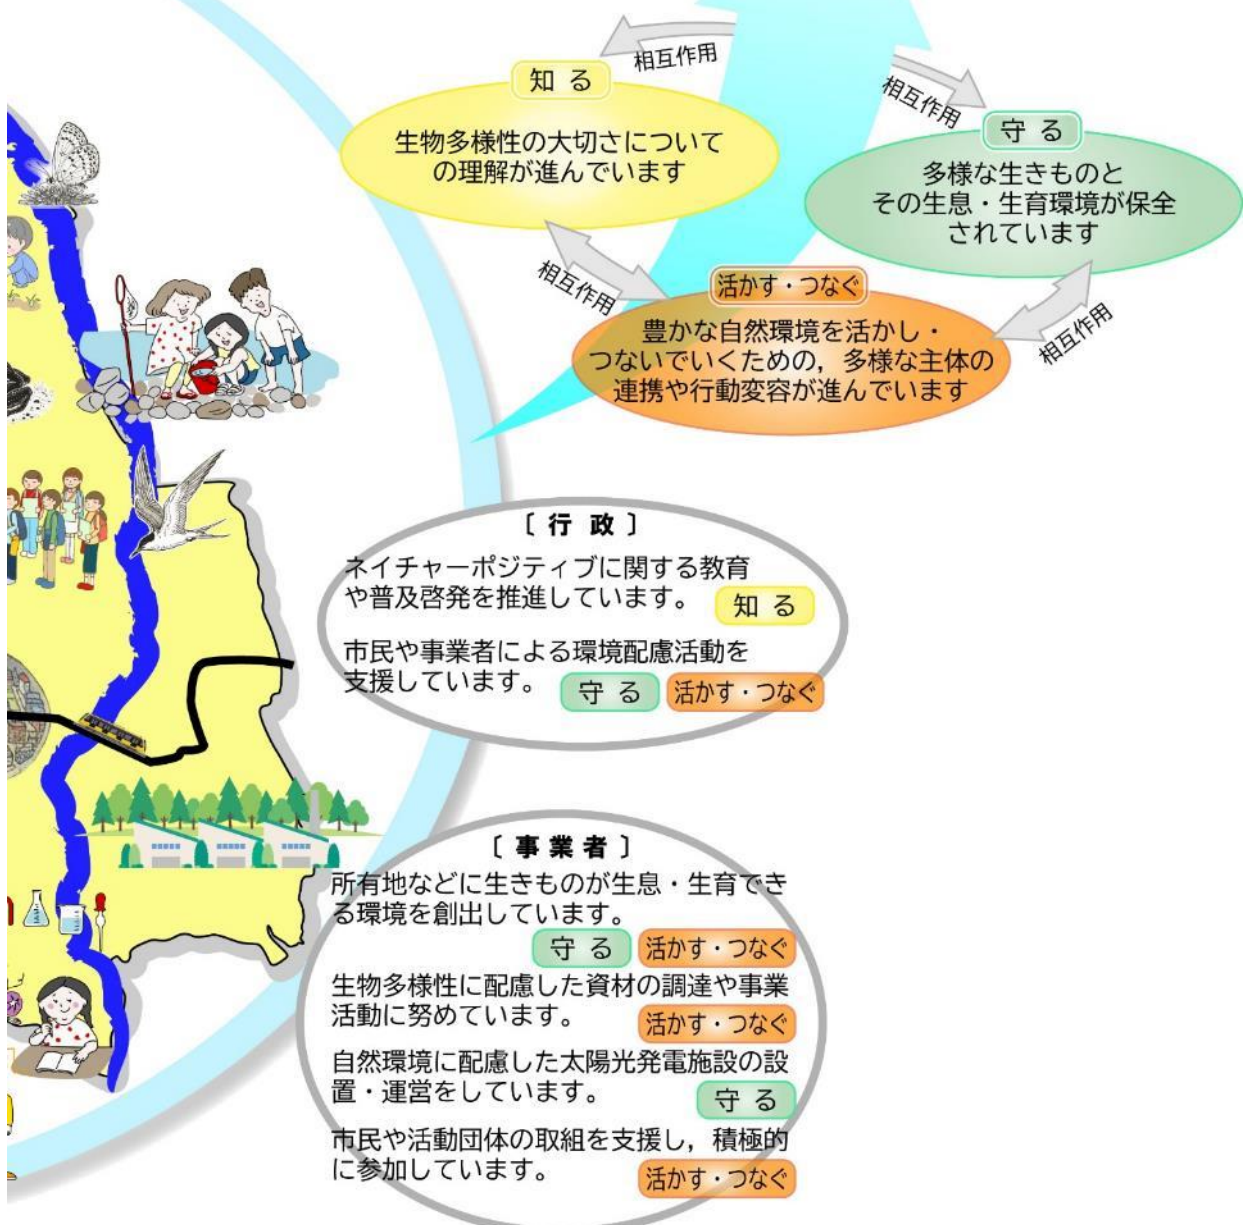 相互作用
相互作用
知 る
生物多様性の大切さについて
の理解が進んでいます
守 る
多様な生きものと
その生息・生育環境が保全
されています
相互作用
相互作用
活かす・つなぐ
豊かな自然環境を活かし・
つないでいくための，多様な主体の
連携や行動変容が進んでいます
〔 行 政 〕
ネイチャーポジティブに関する教育
や普及啓発を推進しています。 知 る
市民や事業者による環境配慮活動を
支援しています。 守 る 活かす・つなぐ
〔 事 業 者 〕
所有地などに生きものが生息・生育でき
る環境を創出しています。
守 る 活かす・つなぐ
生物多様性に配慮した資材の調達や事業
活動に努めています。 活かす・つなぐ
自然環境に配慮した太陽光発電施設の設
置・運営をしています。 守 る
市民や活動団体の取組を支援し，積極的
に参加しています。 活かす・つなぐ